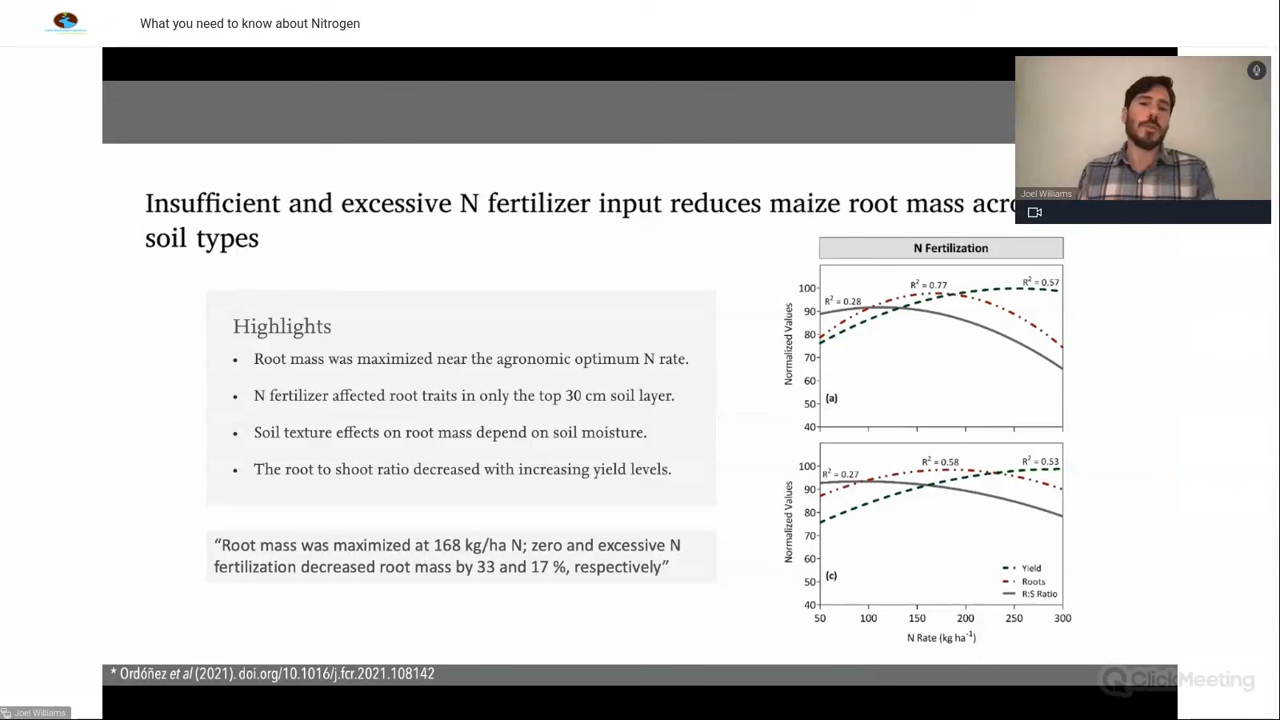 What you need to know about Nitrogen
Joel Williams
Insufficient and excessive N fertilizer input reduces maize root mass
soil types
Highlights
• Root mass was maximized near the agronomic optimum N rate.
• N fertilizer affected root traits in only the top 30 cm soil layer.
• Soil texture effects on root mass depend on soil moisture.
• The root to shoot ratio decreased with increasing yield levels.
“Root mass was maximized at 168 kg/ha N; zero and excessive N
fertilization decreased root mass by 33 and 17 %, respectively”
N Fertilization
R² = 0.28
R² = 0.77
R² = 0.57
Normalized Values
100
90
80
70
60
50
40
(a)
R² = 0.27
R² = 0.58
R² = 0.53
Normalized Values
100
90
80
70
60
50
40
(c)
Yield
Roots
R:S Ratio
50 100 150 200 250 300
N Rate (kg ha⁻¹)
* Ordóñez et al (2021). doi.org/10.1016/j.fcr.2021.108142
ClickMeeting
Joel Williams